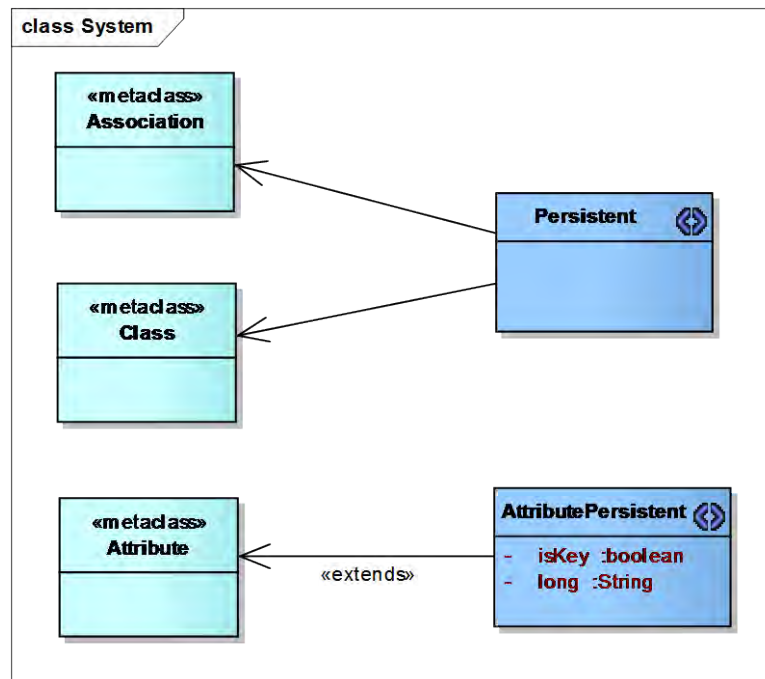 class System
«metaclass»
Association
Persistent
«metaclass»
Class
«metaclass»
Attribute
«extends»
AttributePersistent
- isKey :boolean
- long :String